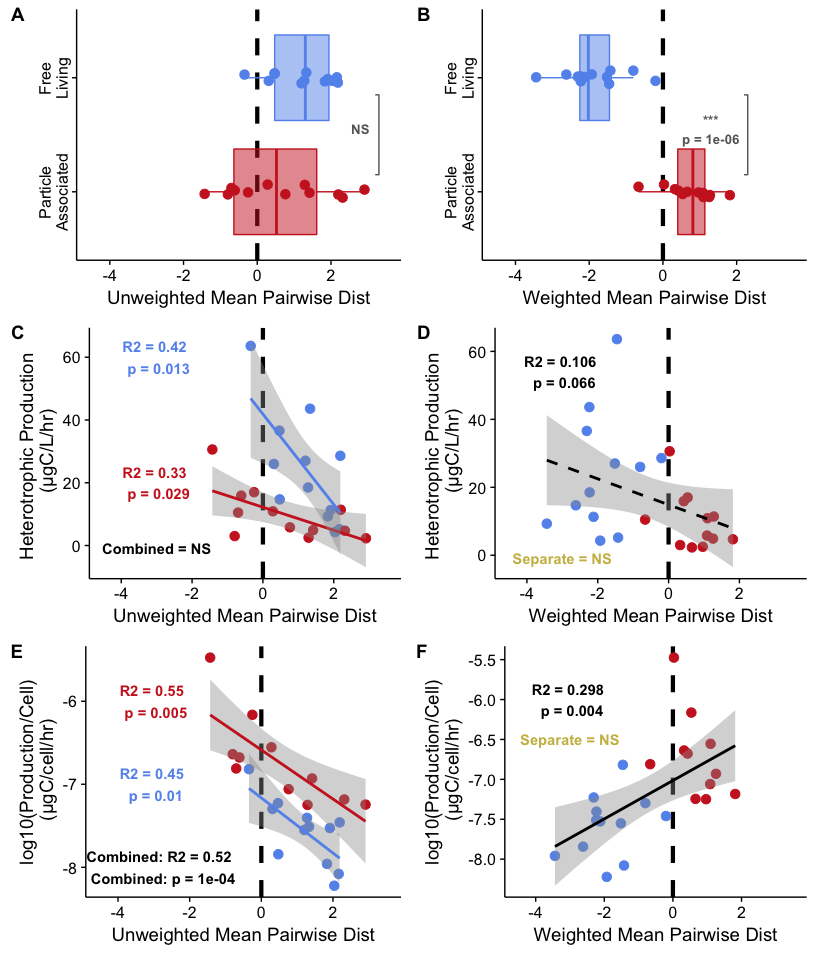 A
Free
Living
Particle
Associated
NS
-4 -2 0 2
Unweighted Mean Pairwise Dist
B
Free
Living
Particle
Associated
***
p = 1e-06
-4 -2 0 2
Weighted Mean Pairwise Dist
C
Heterotrophic Production
(μgC/L/hr)
60
40
20
0
R2 = 0.42
p = 0.013
R2 = 0.33
p = 0.029
Combined = NS
-4 -2 0 2
Unweighted Mean Pairwise Dist
D
Heterotrophic Production
(μgC/L/hr)
60
40
20
0
R2 = 0.106
p = 0.066
Separate = NS
-4 -2 0 2
Weighted Mean Pairwise Dist
E
log10(Production/Cell)
(μgC/cell/hr)
-6
-7
-8
R2 = 0.55
p = 0.005
R2 = 0.45
p = 0.01
Combined: R2 = 0.52
Combined: p = 1e-04
-4 -2 0 2
Unweighted Mean Pairwise Dist
F
log10(Production/Cell)
(μgC/cell/hr)
-5.5
-6.0
-6.5
-7.0
-7.5
-8.0
R2 = 0.298
p = 0.004
Separate = NS
-4 -2 0 2
Weighted Mean Pairwise Dist